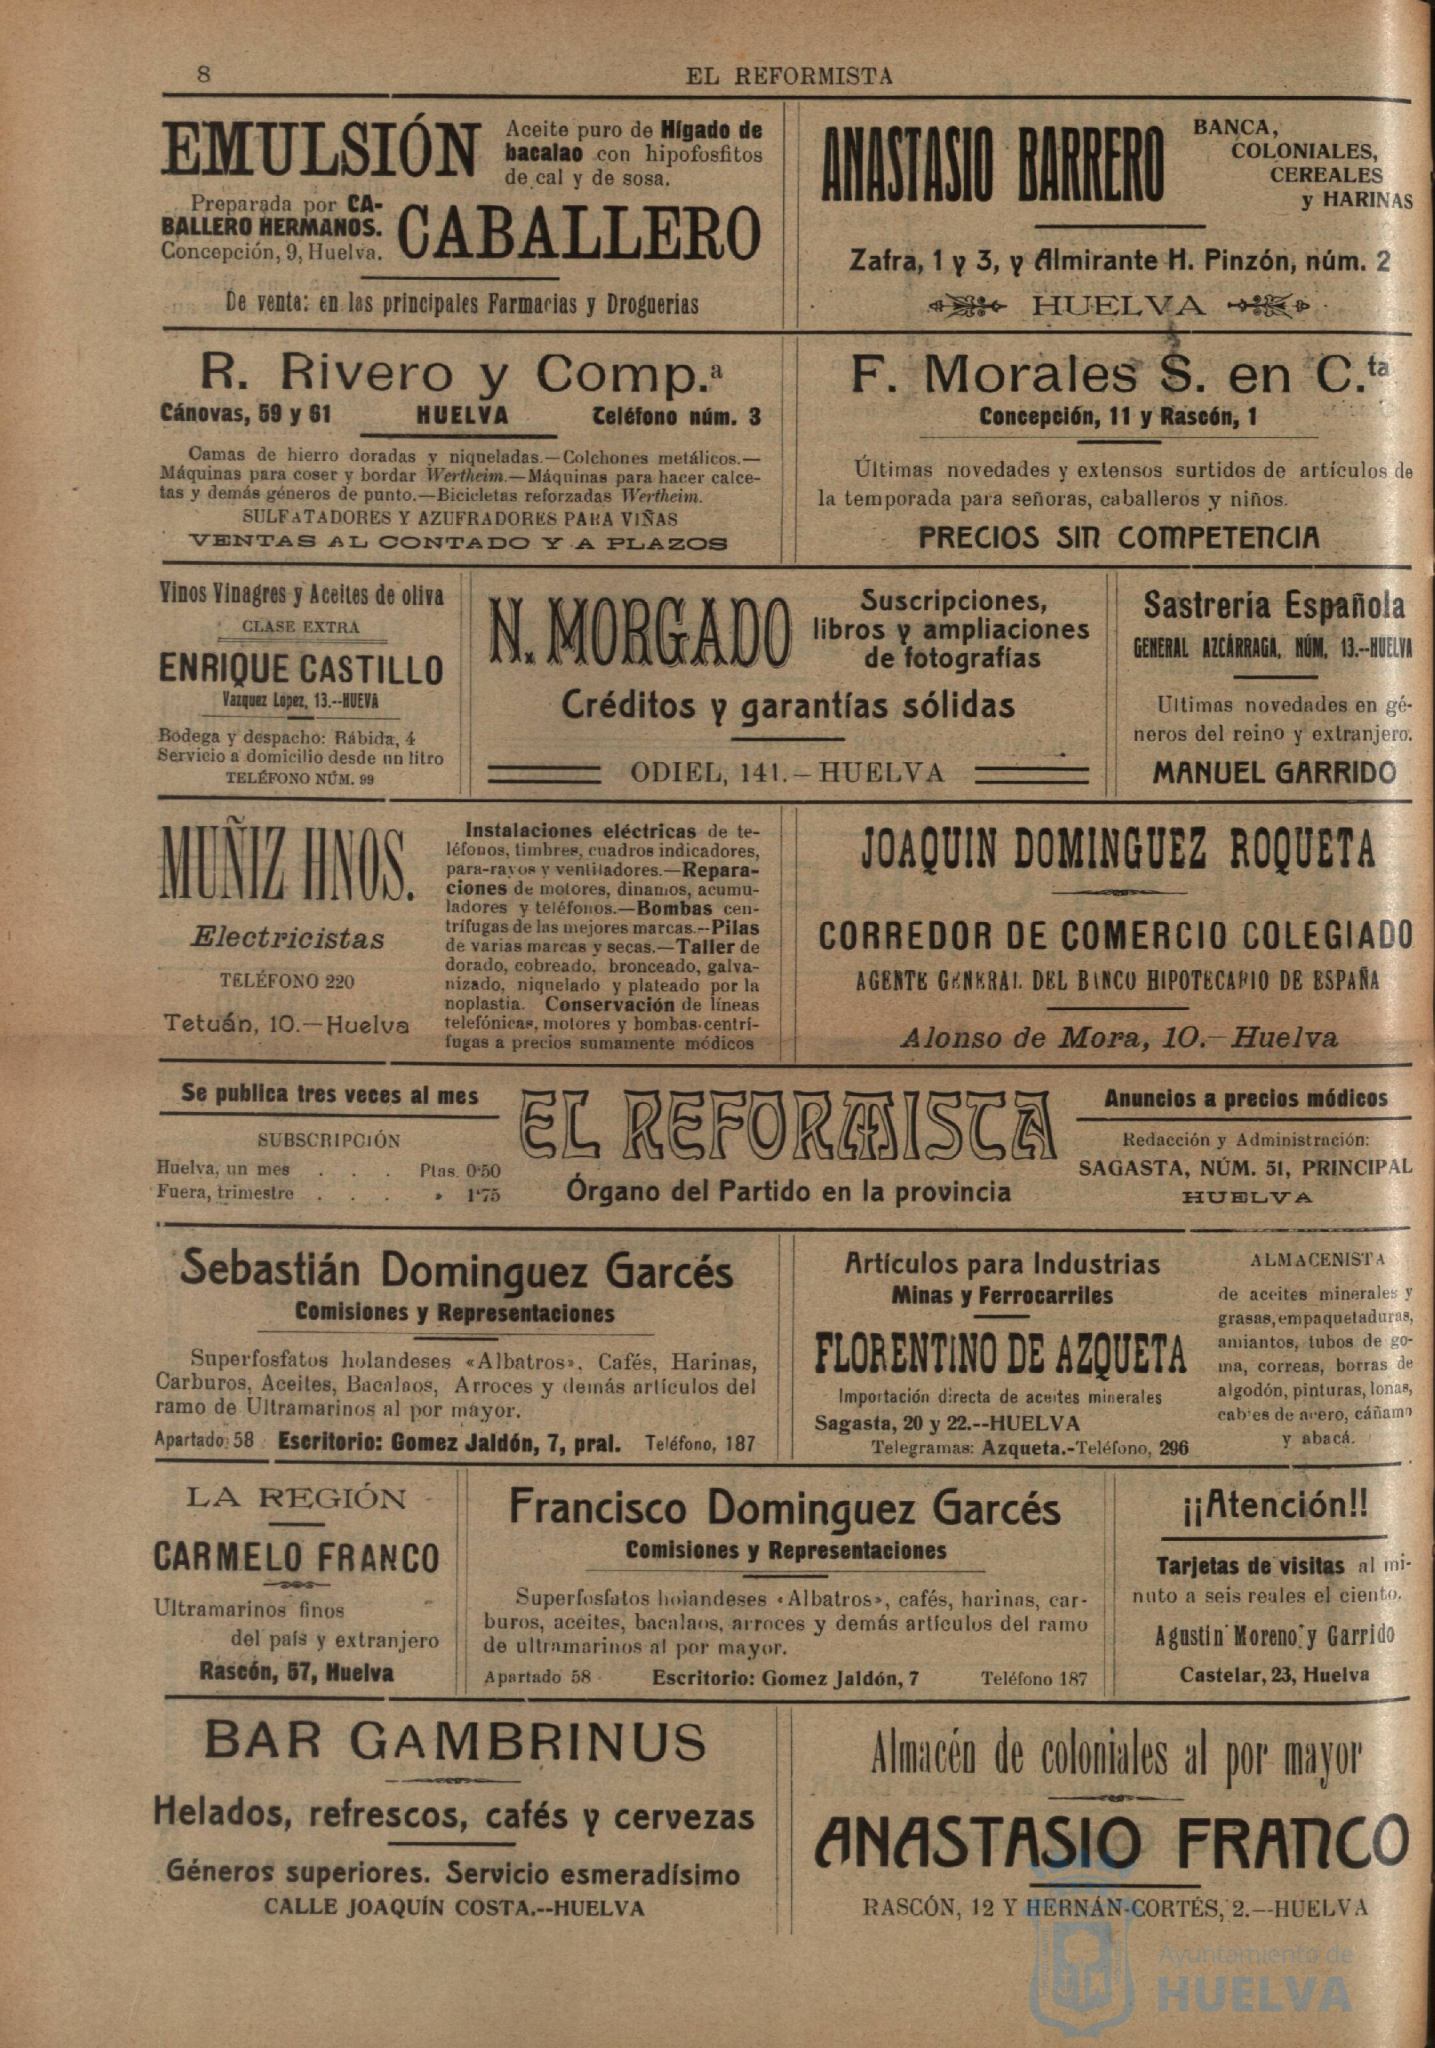 8
EL REFORMISTA
EMULSIÓN
Aceite puro de Hígado de
bacalao con hipofosfitos
de cal y de sosa.
Preparada por CA-
BALLERO HERMANOS.
Concepción, 9, Huelva.
CABALLERO
De venta: en las principales Farmacias y Droguerias
ANASTASIO BARRERO
BANCA,
COLONIALES,
CEREALES
y HARINAS
Zafra, 1 y 3, y Almirante H. Pinzón, núm. 2
HUELVA
R. Rivero y Comp.ª
Cánovas, 59 y 61 HUELVA Teléfono núm. 3
Camas de hierro doradas y niqueladas.—Colchones metálicos.—
Máquinas para coser y bordar Wertheim.—Máquinas para hacer calce-
tas y demás géneros de punto.—Bicicletas reforzadas Wertheim.
SULFATADORES Y AZUFRADORES PARA VIÑAS
VENTAS AL CONTADO Y A PLAZOS
F. Morales S. en C.ta
Concepción, 11 y Rascón, 1
Últimas novedades y extensos surtidos de artículos de
la temporada para señoras, caballeros y niños.
PRECIOS SIN COMPETENCIA
Vinos Vinagres y Aceites de oliva
CLASE EXTRA
ENRIQUE CASTILLO
Vazquez Lopez, 13.--HUEVA
Bodega y despacho: Rábida, 4
Servicio a domicilio desde un litro
TELÉFONO NÚM. 99
N. MORGADO
Suscripciones,
libros y ampliaciones
de fotografías
Créditos y garantías sólidas
ODIEL, 141.—HUELVA
Sastrería Española
GENERAL AZCÁRRAGA, NÚM, 13.--HUELVA
Ultimas novedades en gé-
neros del reino y extranjero.
MANUEL GARRIDO
MUÑIZ HNOS.
Electricistas
TELÉFONO 220
Tetuán, 10.—Huelva
Instalaciones eléctricas de te-
léfonos, timbres, cuadros indicadores,
para-rayos y ventiladores.—Repara-
ciones de motores, dinamos, acumu-
ladores y teléfonos.—Bombas cen-
trífugas de las mejores marcas.--Pilas
de varias marcas y secas.—Taller de
dorado, cobreado, bronceado, galva-
nizado, niquelado y plateado por la
noplastia. Conservación de líneas
telefónicas, motores y bombas centrí-
fugas a precios sumamente módicos
JOAQUIN DOMINGUEZ ROQUETA
CORREDOR DE COMERCIO COLEGIADO
AGENTE GENERAL DEL BANCO HIPOTECARIO DE ESPAÑA
Alonso de Mora, 10.—Huelva
Se publica tres veces al mes
SUBSCRIPCIÓN
Huelva, un mes . . . Ptas. 0'50
Fuera, trimestre . . . » 1'75
EL REFORMISTA
Órgano del Partido en la provincia
Anuncios a precios módicos
Redacción y Administración:
SAGASTA, NÚM. 51, PRINCIPAL
HUELVA
Sebastián Dominguez Garcés
Comisiones y Representaciones
Superfosfatos holandeses «Albatros», Cafés, Harinas,
Carburos, Aceites, Bacalaos, Arroces y demás artículos del
ramo de Ultramarinos al por mayor.
Apartado 58 Escritorio: Gomez Jaldón, 7, pral. Teléfono, 187
Artículos para Industrias
Minas y Ferrocarriles
FLORENTINO DE AZQUETA
Importación directa de aceites minerales
Sagasta, 20 y 22.--HUELVA
Telegramas: Azqueta.-Teléfono, 296
ALMACENISTA
de aceites minerales y
grasas, empaquetaduras,
amiantos, tubos de go-
ma, correas, borras de
algodón, pinturas, lonas,
cables de acero, cáñamo
y abacá.
LA REGIÓN
CARMELO FRANCO
Ultramarinos finos
del país y extranjero
Rascón, 57, Huelva
Francisco Dominguez Garcés
Comisiones y Representaciones
Superfosfatos holandeses «Albatros», cafés, harinas, car-
buros, aceites, bacalaos, arroces y demás artículos del ramo
de ultramarinos al por mayor.
Apartado 58 Escritorio: Gomez Jaldón, 7 Teléfono 187
¡¡Atención!!
Tarjetas de visitas al mi-
nuto a seis reales el ciento.
Agustin Moreno y Garrido
Castelar, 23, Huelva
BAR GAMBRINUS
Helados, refrescos, cafés y cervezas
Géneros superiores. Servicio esmeradísimo
CALLE JOAQUÍN COSTA.--HUELVA
Almacén de coloniales al por mayor
ANASTASIO FRANCO
RASCÓN, 12 Y HERNÁN-CORTÉS, 2.--HUELVA
Ayuntamiento de
HUELVA